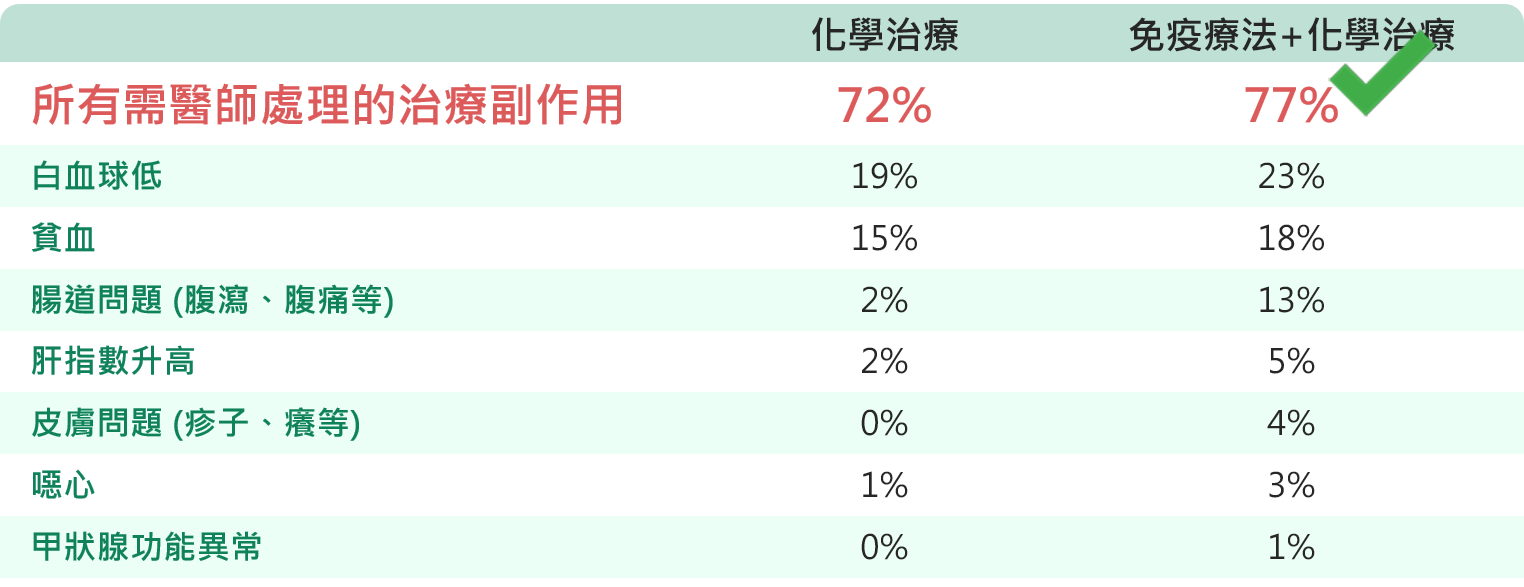 化學治療 免疫療法+化學治療
所有需醫師處理的治療副作用 72% 77%
白血球低 19% 23%
貧血 15% 18%
腸道問題 (腹瀉、腹痛等) 2% 13%
肝指數升高 2% 5%
皮膚問題 (疹子、癢等) 0% 4%
噁心 1% 3%
甲狀腺功能異常 0% 1%